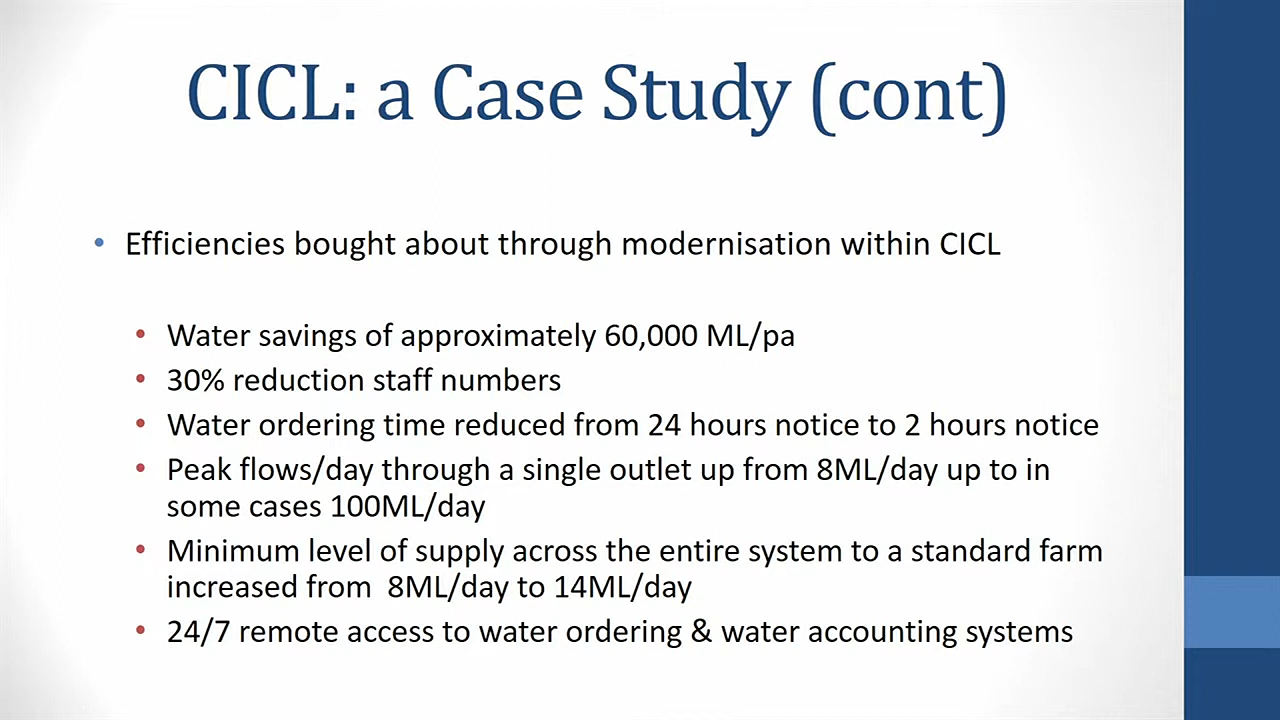 CICL: a Case Study (cont)
• Efficiencies bought about through modernisation within CICL
• Water savings of approximately 60,000 ML/pa
• 30% reduction staff numbers
• Water ordering time reduced from 24 hours notice to 2 hours notice
• Peak flows/day through a single outlet up from 8ML/day up to in
some cases 100ML/day
• Minimum level of supply across the entire system to a standard farm
increased from  8ML/day to 14ML/day
• 24/7 remote access to water ordering & water accounting systems